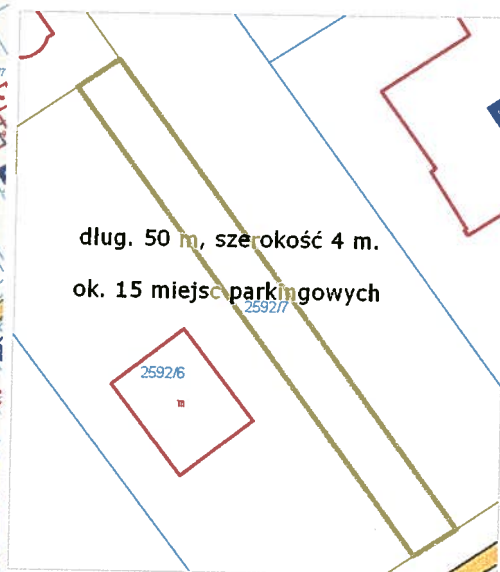 dług. 50 m, szerokość 4 m.
ok. 15 miejsc parkingowych
2592/7
2592/6
m